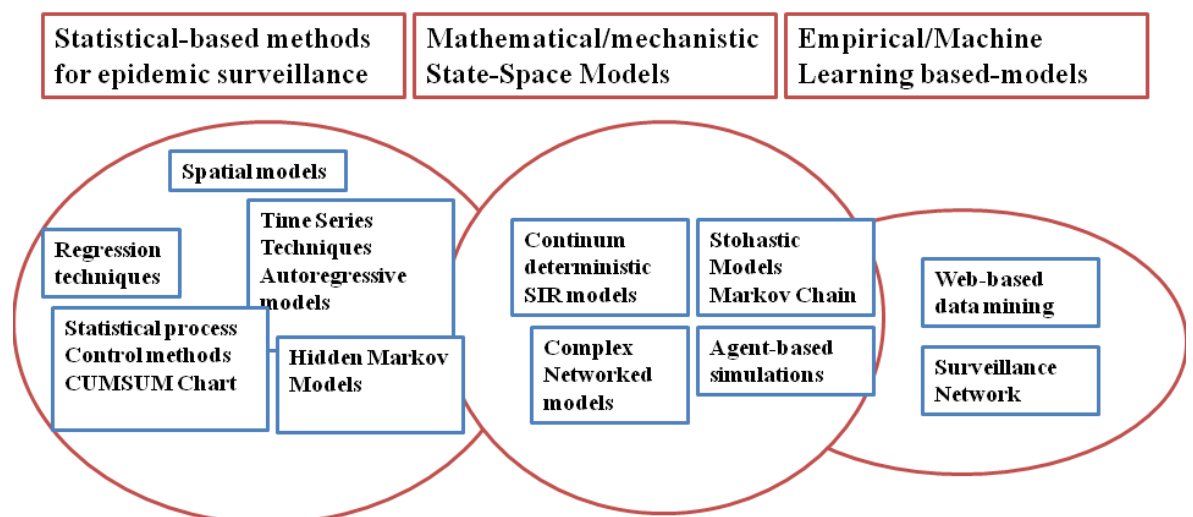 Statistical-based methods
for epidemic surveillance
Mathematical/mechanistic
State-Space Models
Empirical/Machine
Learning based-models
Spatial models
Time Series
Techniques
Autoregressive
models
Regression
techniques
Statistical process
Control methods
CUMSUM Chart
Hidden Markov
Models
Continum
deterministic
SIR models
Stohastic
Models
Markov Chain
Complex
Networked
models
Agent-based
simulations
Web-based
data mining
Surveillance
Network